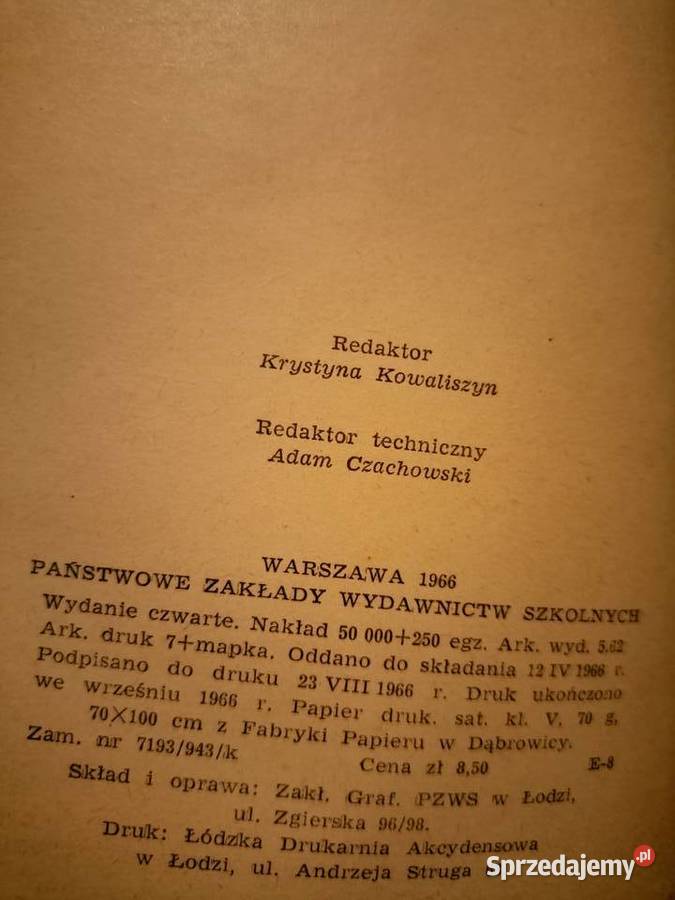 Redaktor
Krystyna Kowaliszyn
Redaktor techniczny
Adam Czachowski
WARSZAWA 1966
PAŃSTWOWE ZAKŁADY WYDAWNICTW SZKOLNYCH
Wydanie czwarte. Nakład 50 000+250 egz. Ark. wyd. 5,62
Ark. druk 7+mapka. Oddano do składania 12 IV 1966 r.
Podpisano do druku 23 VIII 1966 r. Druk ukończono
we wrześniu 1966 r. Papier druk. sat. kl. V, 70 g,
70×100 cm z Fabryki Papieru w Dąbrowicy.
Zam. nr 7193/943/k Cena zł 8,50 E-8
Skład i oprawa: Zakł. Graf. PZWS w Łodzi,
ul. Zgierska 96/98.
Druk: Łódzka Drukarnia Akcydensowa
w Łodzi, ul. Andrzeja Struga
Sprzedajemy.pl